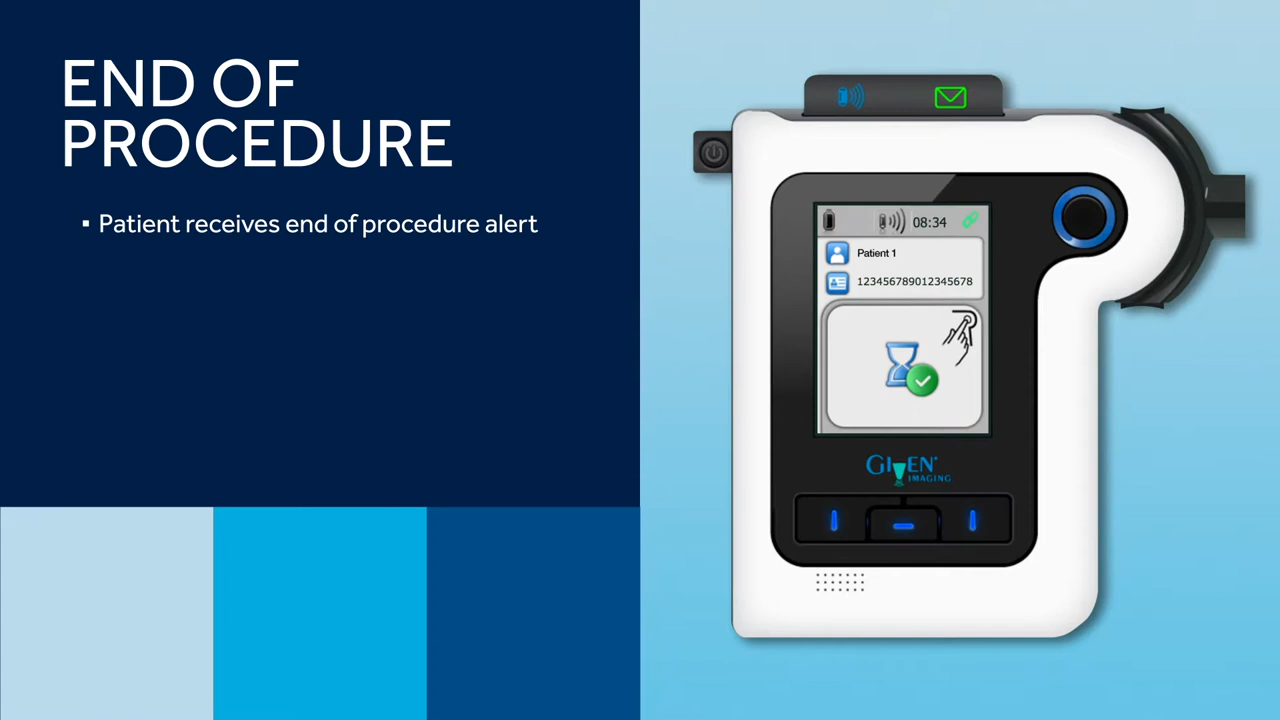 END OF
PROCEDURE
▪ Patient receives end of procedure alert
08:34
Patient 1
123456789012345678
GIVEN
IMAGING